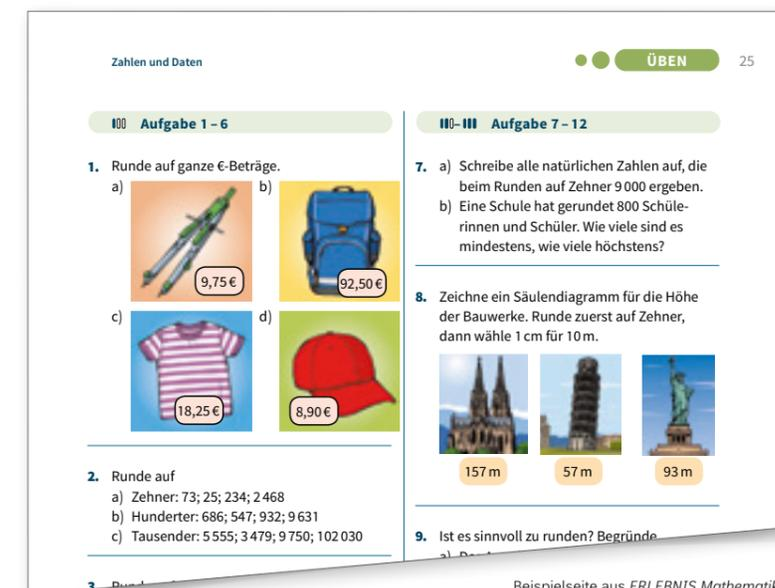 Zahlen und Daten
ÜBEN 25
Aufgabe 1 – 6
1. Runde auf ganze €-Beträge.
a) b)
9,75 €
92,50 €
c) d)
18,25 €
8,90 €
2. Runde auf
a) Zehner: 73; 25; 234; 2 468
b) Hunderter: 686; 547; 932; 9 631
c) Tausender: 5 555; 3 479; 9 750; 102 030
3.
Aufgabe 7 – 12
7. a) Schreibe alle natürlichen Zahlen auf, die
beim Runden auf Zehner 9 000 ergeben.
b) Eine Schule hat gerundet 800 Schüle-
rinnen und Schüler. Wie viele sind es
mindestens, wie viele höchstens?
8. Zeichne ein Säulendiagramm für die Höhe
der Bauwerke. Runde zuerst auf Zehner,
dann wähle 1 cm für 10 m.
157 m 57 m 93 m
9. Ist es sinnvoll zu runden? Begründe
a)
Beispielseite aus ERLEBNIS Mathematik